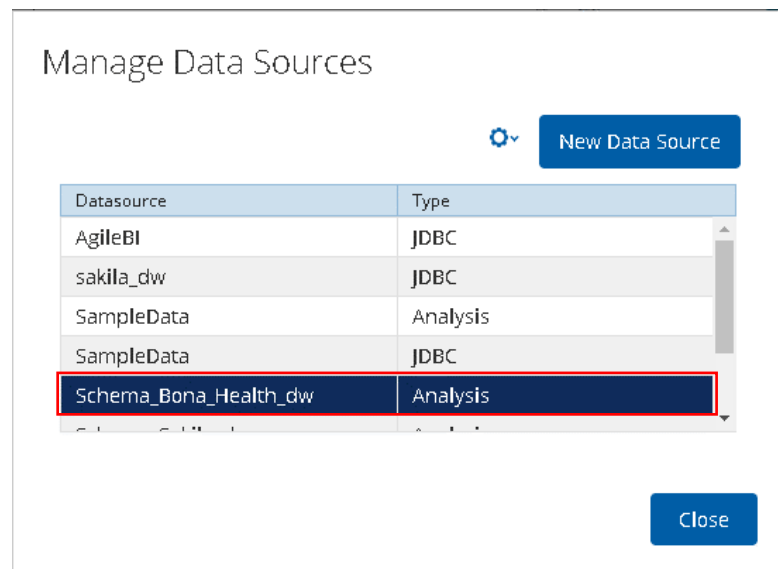 Manage Data Sources
New Data Source
Datasource Type
AgileBI JDBC
sakila_dw JDBC
SampleData Analysis
SampleData JDBC
Schema_Bona_Health_dw Analysis
Close